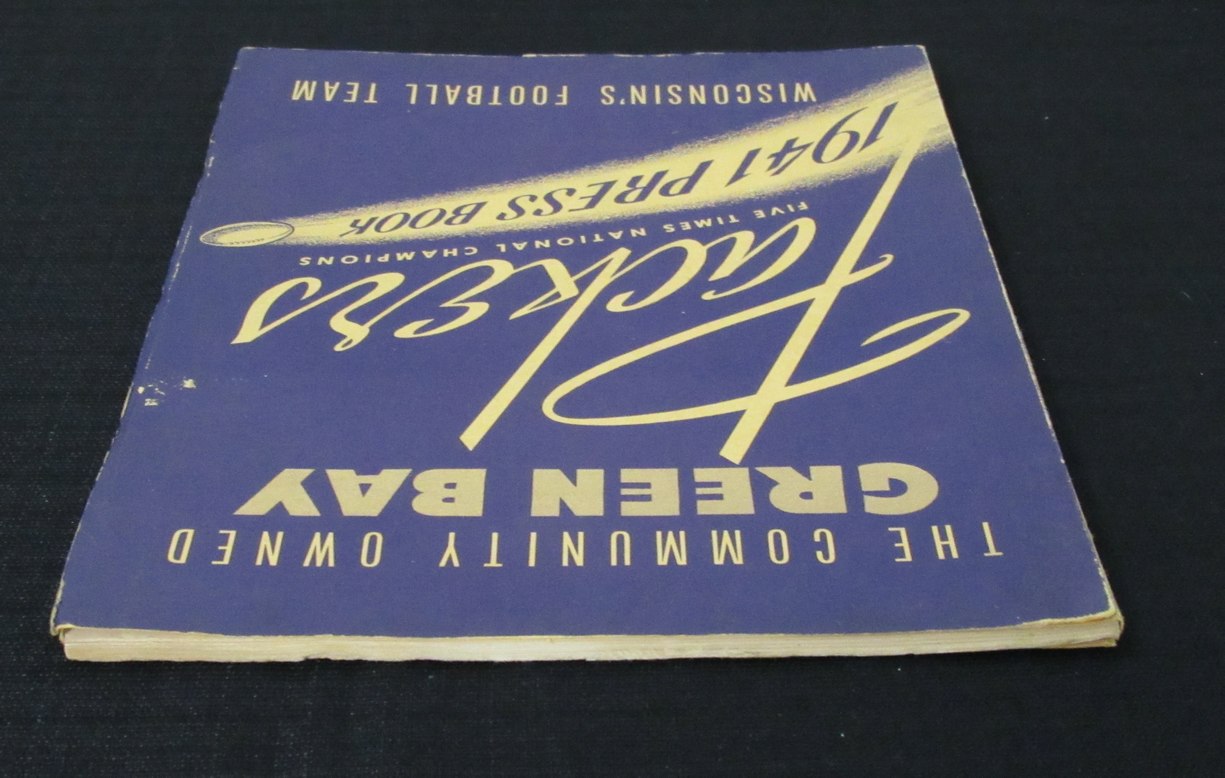 THE COMMUNITY OWNED
GREEN BAY
Packers
FIVE TIMES NATIONAL CHAMPIONS
1941 PRESS BOOK
WISCONSIN'S FOOTBALL TEAM